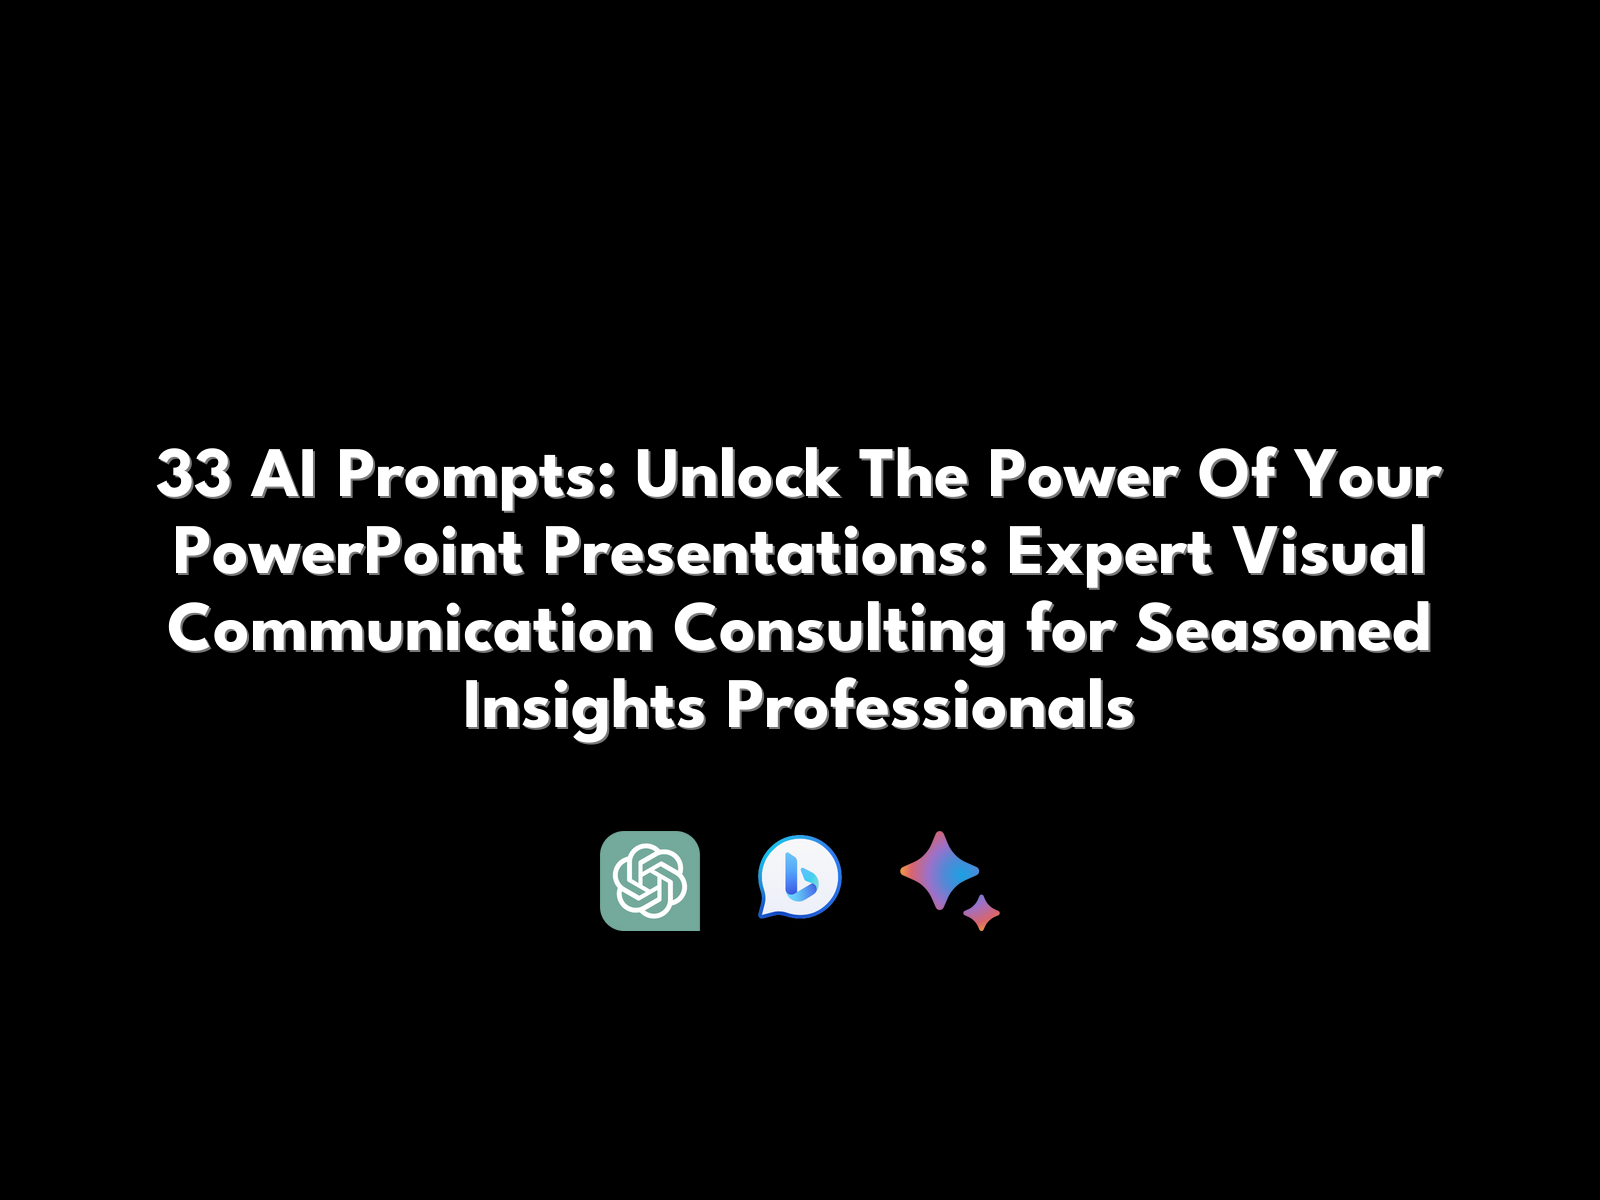 33 AI Prompts: Unlock The Power Of Your
PowerPoint Presentations: Expert Visual
Communication Consulting for Seasoned
Insights Professionals